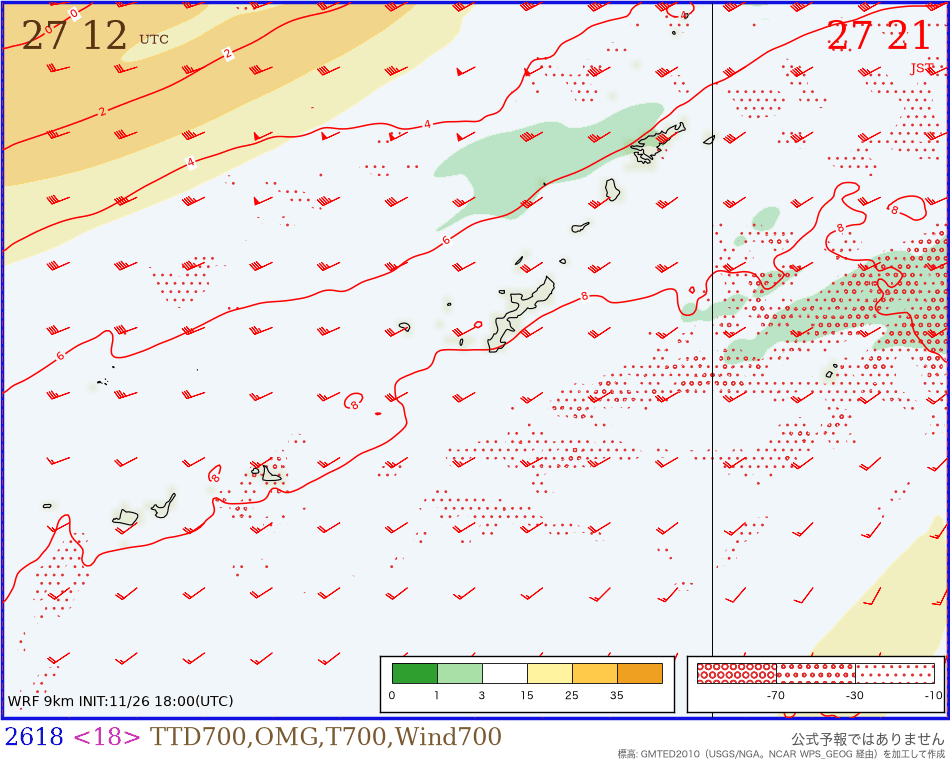 27 12 UTC
27 21
JST
0
0
2
2
4
4
4
6
6
8
8
8
8
8
0 1 3 15 25 35
-70 -30 -10
WRF 9km INIT:11/26 18:00(UTC)
2618 <18> TTD700,OMG,T700,Wind700
公式予報ではありません
標高: GMTED2010（USGS/NGA。NCAR WPS_GEOG 経由）を加工して作成